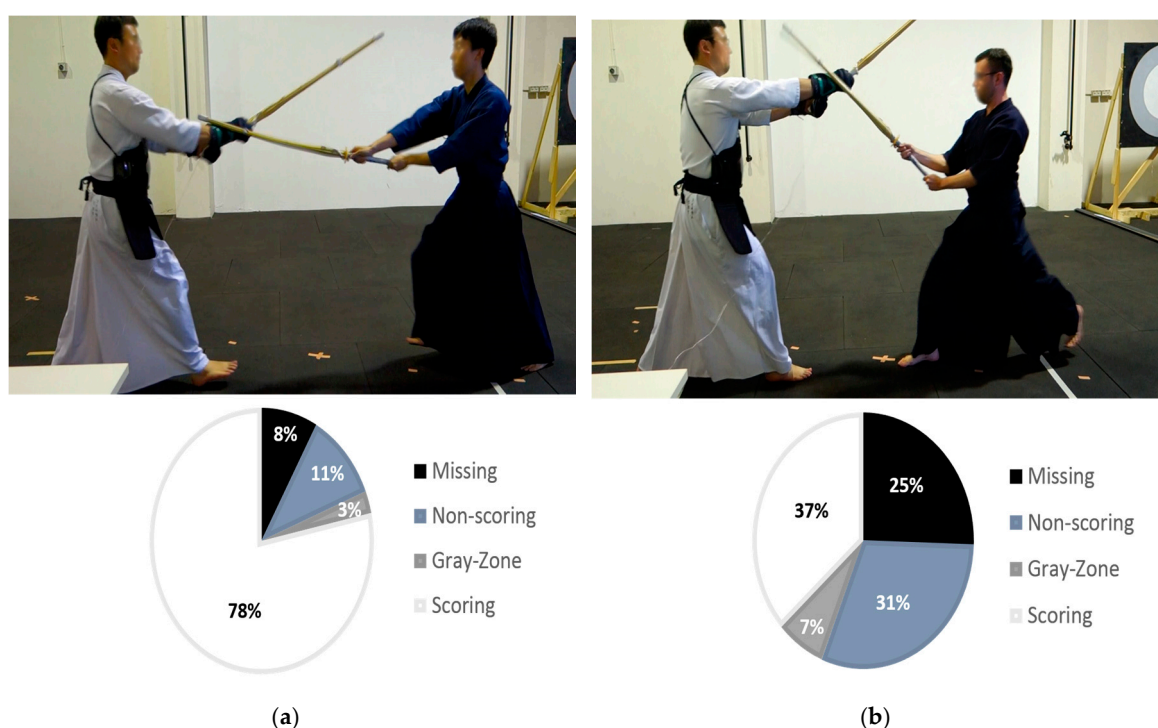 8%
11%
3%
78%
Missing
Non-scoring
Gray-Zone
Scoring
25%
31%
7%
37%
Missing
Non-scoring
Gray-Zone
Scoring
(a)
(b)